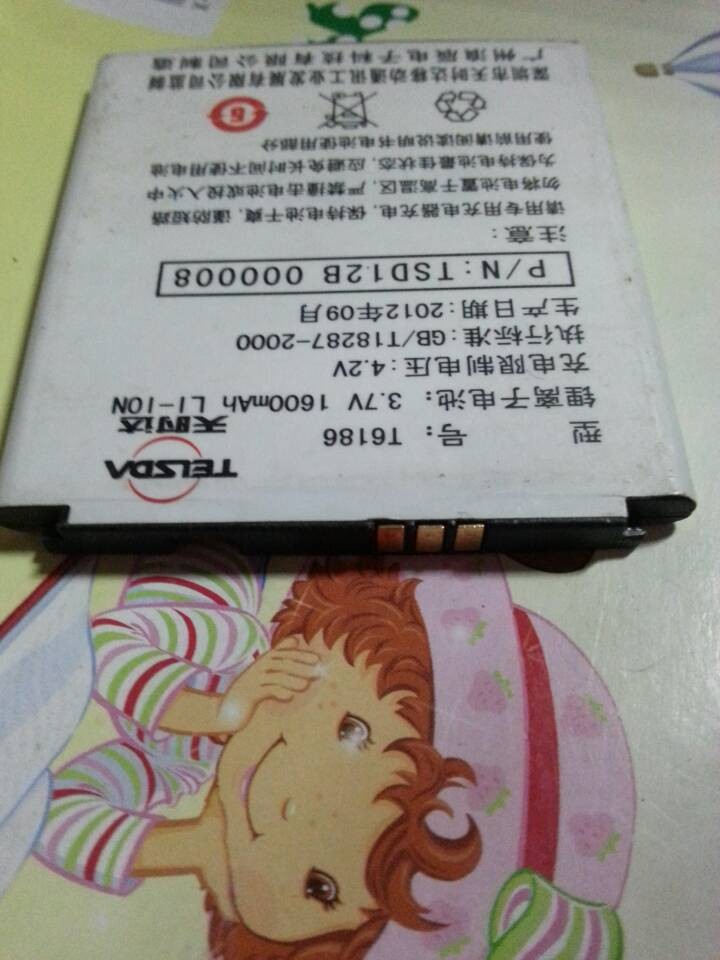 TELSDA
天时达
型 号: T6186
锂离子电池: 3.7V 1600mAh LI-ION
充电限制电压:4.2V
执行标准:GB/T18287-2000
生产日期:2012年09月
P/N:TSD12B 000008
注意:
请用专用充电器充电,保持电池干爽,谨防短路
勿将电池置于高温区,严禁撞击电池或投入火中
为保持电池最佳状态,应避免长时间不使用电池
使用前请阅读说明书电池使用部分
6
深圳市天时达移动通讯工业发展有限公司监制
广州浪辰电子科技有限公司制造